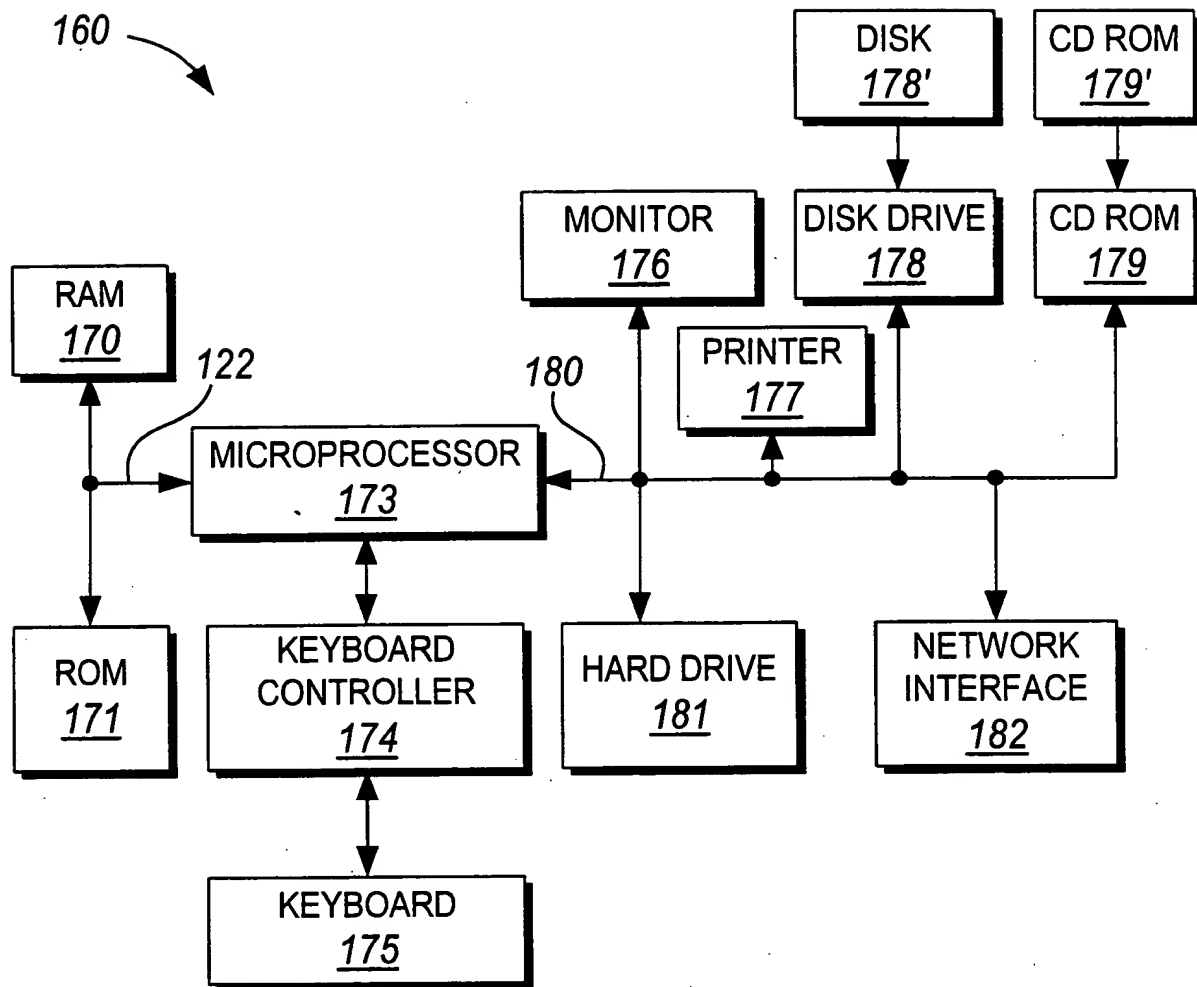 160
DISK
178'
CD ROM
179'
MONITOR
176
DISK DRIVE
178
CD ROM
179
RAM
170
122
180
PRINTER
177
MICROPROCESSOR
173
ROM
171
KEYBOARD
CONTROLLER
174
HARD DRIVE
181
NETWORK
INTERFACE
182
KEYBOARD
175